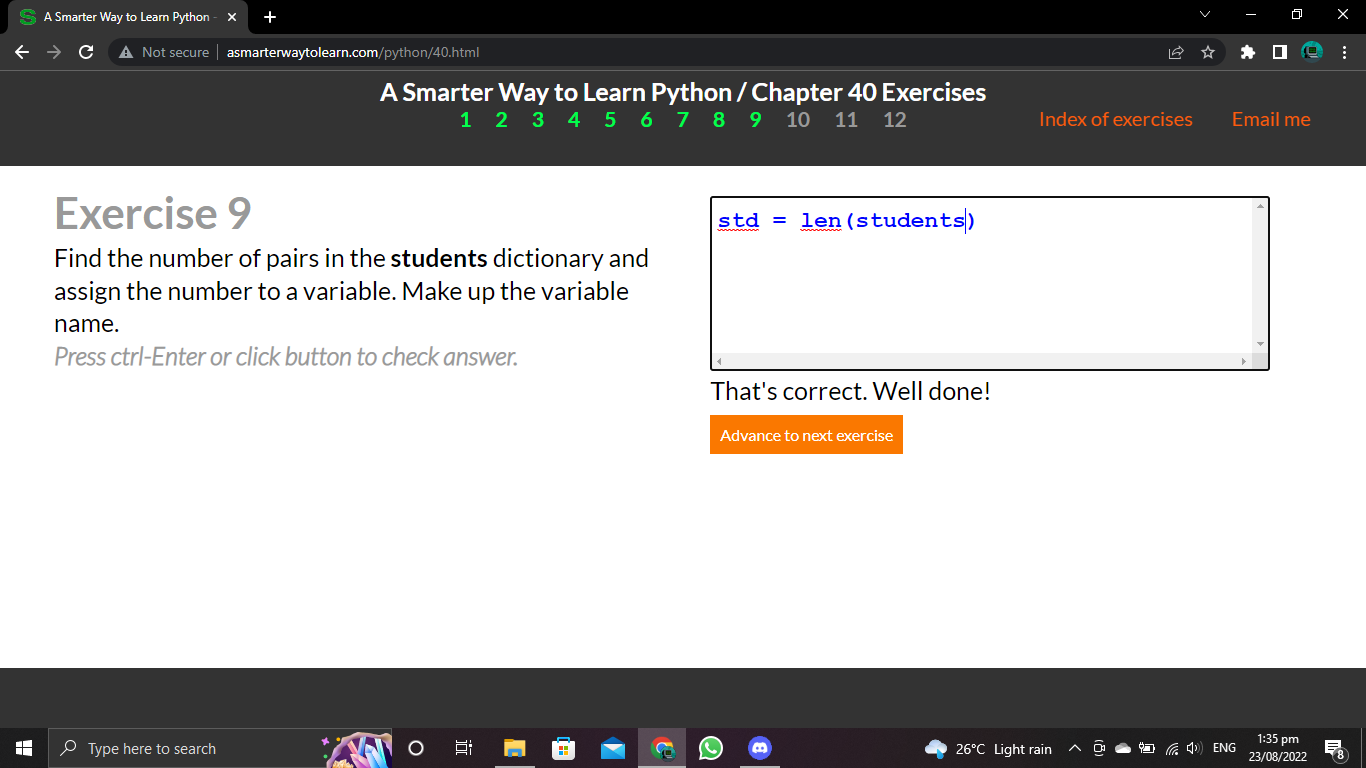 A Smarter Way to Learn Python -
Not secure asmarterwaytolearn.com/python/40.html
A Smarter Way to Learn Python / Chapter 40 Exercises
1 2 3 4 5 6 7 8 9 10 11 12
Index of exercises Email me
Exercise 9
Find the number of pairs in the students dictionary and
assign the number to a variable. Make up the variable
name.
Press ctrl-Enter or click button to check answer.
std = len(students)
That's correct. Well done!
Advance to next exercise
Type here to search
26°C Light rain
ENG
1:35 pm
23/08/2022
8